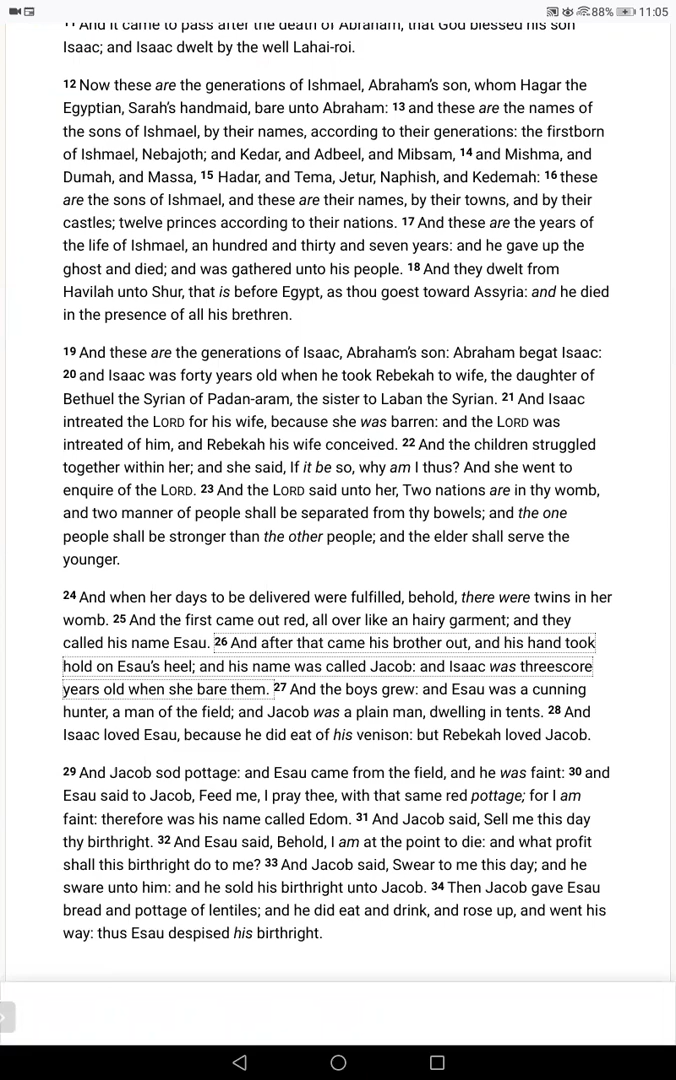 88% 11:05
11 And it came to pass after the death of Abraham, that God blessed his son
Isaac; and Isaac dwelt by the well Lahai-roi.
12 Now these are the generations of Ishmael, Abraham’s son, whom Hagar the
Egyptian, Sarah’s handmaid, bare unto Abraham: 13 and these are the names of
the sons of Ishmael, by their names, according to their generations: the firstborn
of Ishmael, Nebajoth; and Kedar, and Adbeel, and Mibsam, 14 and Mishma, and
Dumah, and Massa, 15 Hadar, and Tema, Jetur, Naphish, and Kedemah: 16 these
are the sons of Ishmael, and these are their names, by their towns, and by their
castles; twelve princes according to their nations. 17 And these are the years of
the life of Ishmael, an hundred and thirty and seven years: and he gave up the
ghost and died; and was gathered unto his people. 18 And they dwelt from
Havilah unto Shur, that is before Egypt, as thou goest toward Assyria: and he died
in the presence of all his brethren.
19 And these are the generations of Isaac, Abraham’s son: Abraham begat Isaac:
20 and Isaac was forty years old when he took Rebekah to wife, the daughter of
Bethuel the Syrian of Padan-aram, the sister to Laban the Syrian. 21 And Isaac
intreated the LORD for his wife, because she was barren: and the LORD was
intreated of him, and Rebekah his wife conceived. 22 And the children struggled
together within her; and she said, If it be so, why am I thus? And she went to
enquire of the LORD. 23 And the LORD said unto her, Two nations are in thy womb,
and two manner of people shall be separated from thy bowels; and the one
people shall be stronger than the other people; and the elder shall serve the
younger.
24 And when her days to be delivered were fulfilled, behold, there were twins in her
womb. 25 And the first came out red, all over like an hairy garment; and they
called his name Esau. 26 And after that came his brother out, and his hand took
hold on Esau’s heel; and his name was called Jacob: and Isaac was threescore
years old when she bare them. 27 And the boys grew: and Esau was a cunning
hunter, a man of the field; and Jacob was a plain man, dwelling in tents. 28 And
Isaac loved Esau, because he did eat of his venison: but Rebekah loved Jacob.
29 And Jacob sod pottage: and Esau came from the field, and he was faint: 30 and
Esau said to Jacob, Feed me, I pray thee, with that same red pottage; for I am
faint: therefore was his name called Edom. 31 And Jacob said, Sell me this day
thy birthright. 32 And Esau said, Behold, I am at the point to die: and what profit
shall this birthright do to me? 33 And Jacob said, Swear to me this day; and he
sware unto him: and he sold his birthright unto Jacob. 34 Then Jacob gave Esau
bread and pottage of lentiles; and he did eat and drink, and rose up, and went his
way: thus Esau despised his birthright.